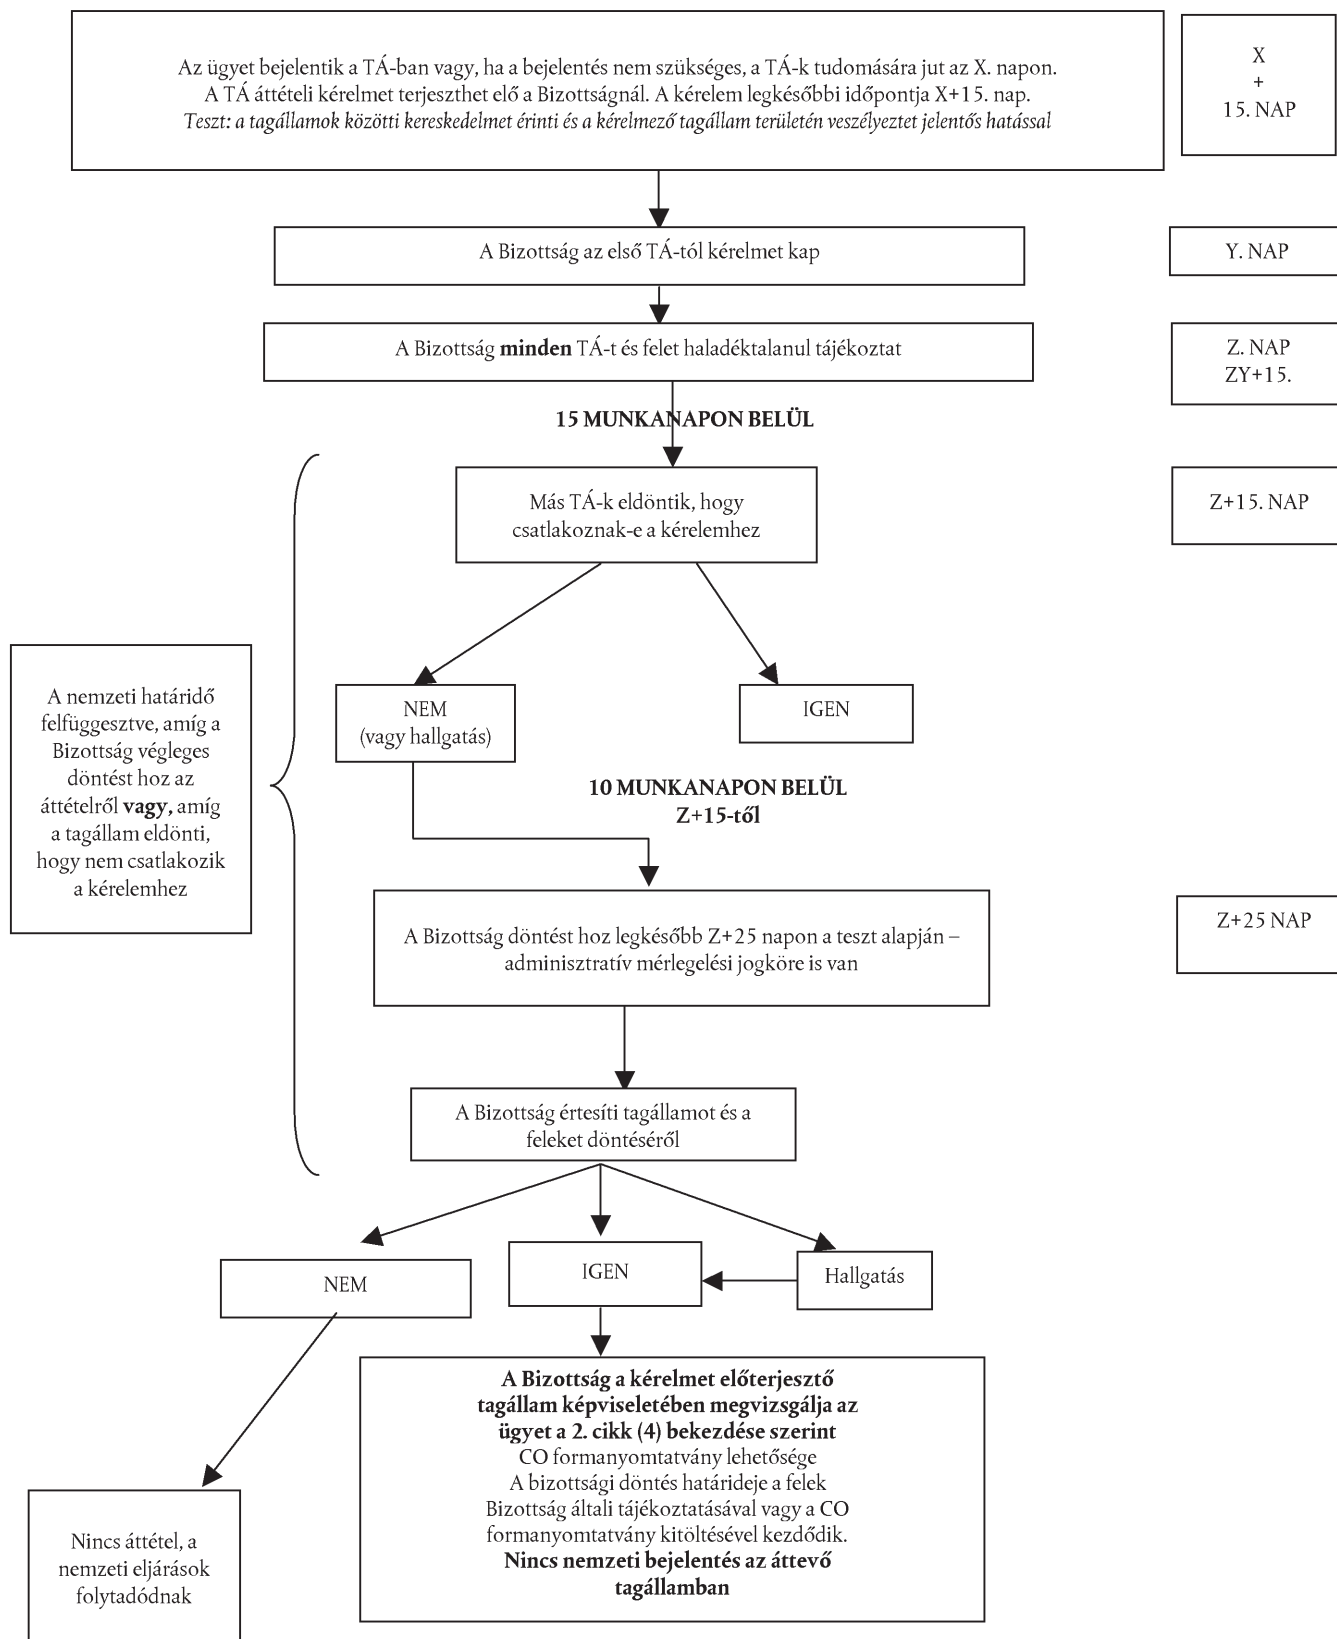 Az ügyet bejelentik a TÁ-ban vagy, ha a bejelentés nem szükséges, a TÁ-k tudomására jut az X. napon.
A TÁ áttételi kérelmet terjeszthet elő a Bizottságnál. A kérelem legkésőbbi időpontja X+15. nap.
Teszt: a tagállamok közötti kereskedelmet érinti és a kérelmező tagállam területén veszélyeztet jelentős hatással
X
+
15. NAP
A Bizottság az első TÁ-tól kérelmet kap
Y. NAP
A Bizottság minden TÁ-t és felet haladéktalanul tájékoztat
Z. NAP
ZY+15.
15 MUNKANAPON BELÜL
Más TÁ-k eldöntik, hogy
csatlakoznak-e a kérelemhez
Z+15. NAP
A nemzeti határidő
felfüggesztve, amíg a
Bizottság végleges
döntést hoz az
áttételről vagy, amíg
a tagállam eldönti,
hogy nem csatlakozik
a kérelemhez
NEM
(vagy hallgatás)
IGEN
10 MUNKANAPON BELÜL
Z+15-től
A Bizottság döntést hoz legkésőbb Z+25 napon a teszt alapján –
adminisztratív mérlegelési jogköre is van
Z+25 NAP
A Bizottság értesíti tagállamot és a
feleket döntéséről
NEM
IGEN
Hallgatás
A Bizottság a kérelmet előterjesztő
tagállam képviseletében megvizsgálja az
ügyet a 2. cikk (4) bekezdése szerint
CO formanyomtatvány lehetősége
A bizottsági döntés határideje a felek
Bizottság általi tájékoztatásával vagy a CO
formanyomtatvány kitöltésével kezdődik.
Nincs nemzeti bejelentés az áttevő
tagállamban
Nincs áttétel, a
nemzeti eljárások
folytadódnak